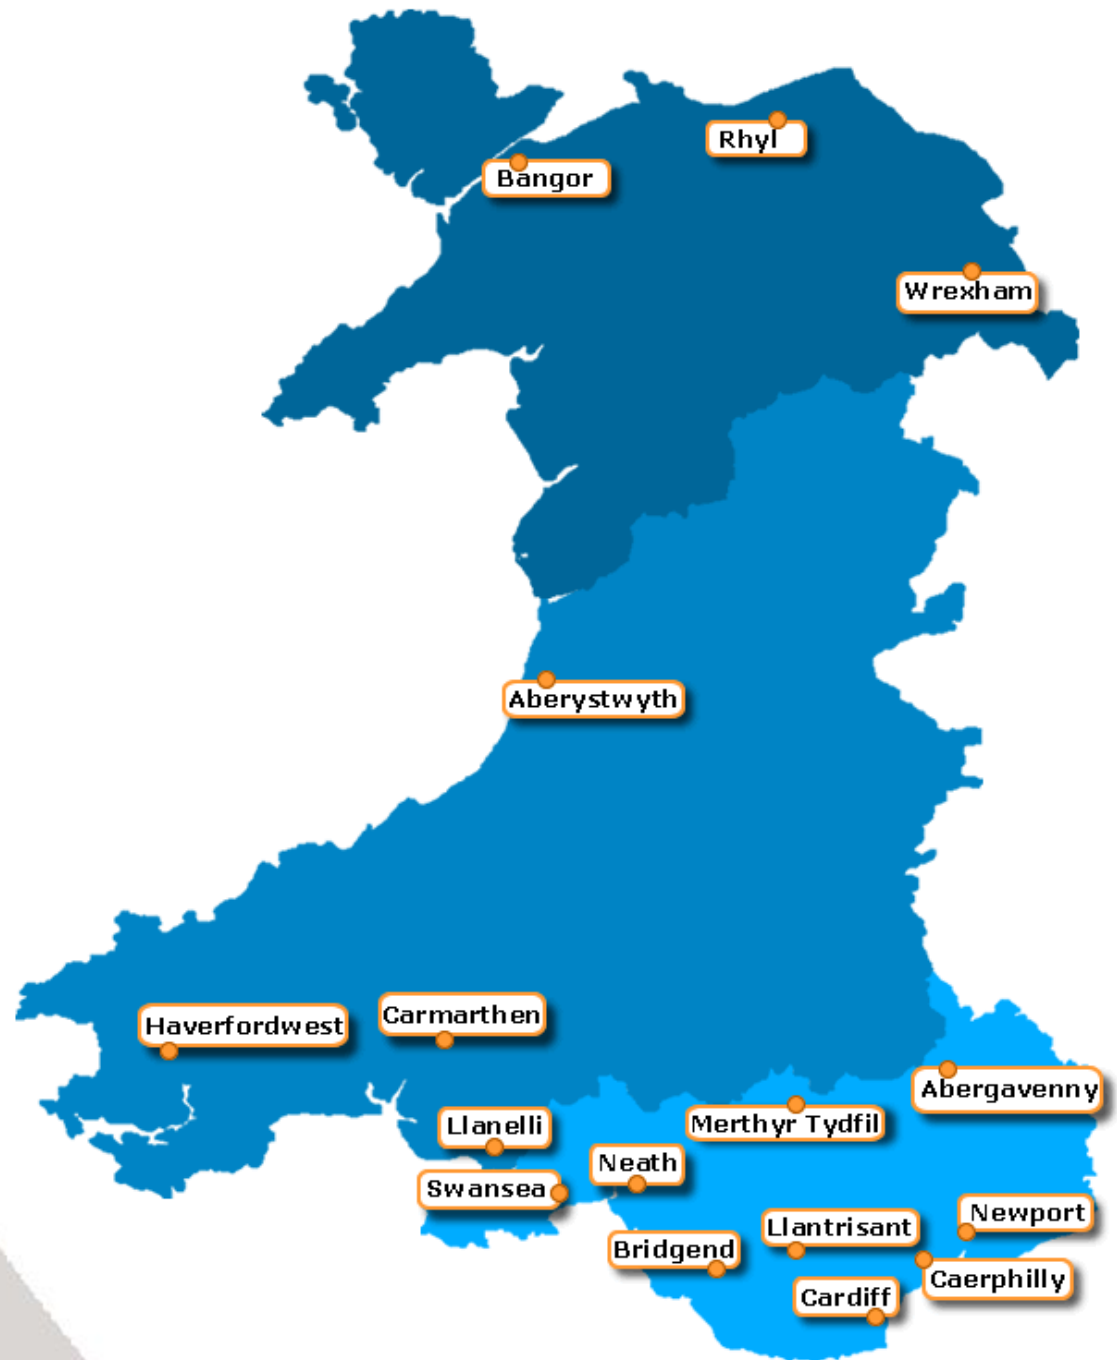 Rhyl
Bangor
Wrexham
Aberystwyth
Carmarthen
Haverfordwest
Abergavenny
Llanelli
Merthyr Tydfil
Neath
Swansea
Newport
Llantrisant
Bridgend
Caerphilly
Cardiff